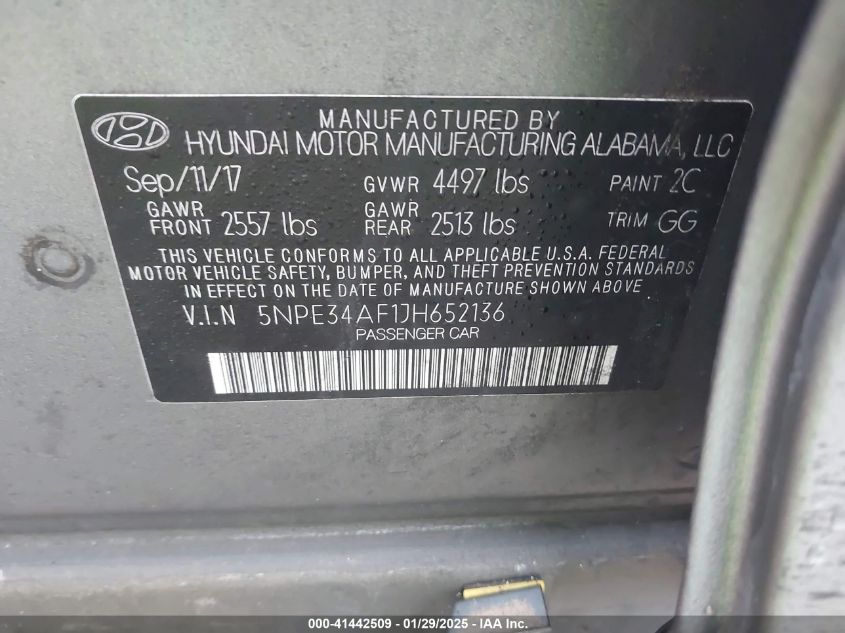 MANUFACTURED BY
HYUNDAI MOTOR MANUFACTURING ALABAMA, LLC
Sep/11/17 GVWR 4497 lbs PAINT 2C
GAWR FRONT 2557 lbs GAWR REAR 2513 lbs TRIM GG
THIS VEHICLE CONFORMS TO ALL APPLICABLE U.S.A. FEDERAL
MOTOR VEHICLE SAFETY, BUMPER, AND THEFT PREVENTION STANDARDS
IN EFFECT ON THE DATE OF MANUFACTURE SHOWN ABOVE
V.I.N 5NPE34AF1JH652136
PASSENGER CAR
000-41442509 - 01/29/2025 - IAA Inc.